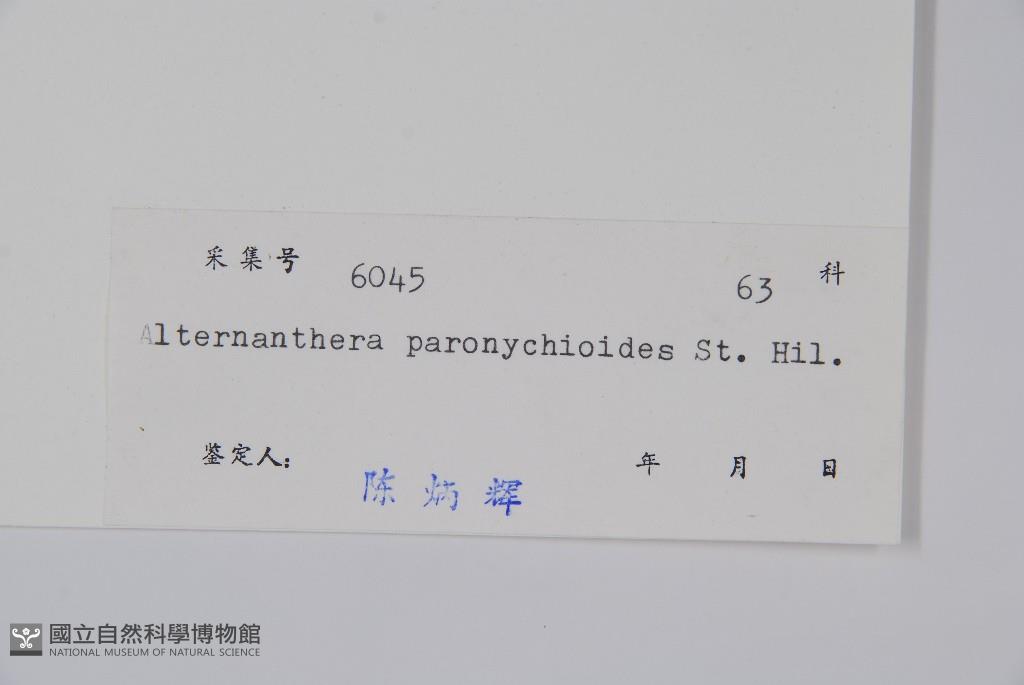 采集号 6045 63 科
Alternanthera paronychioides St. Hil.
鉴定人: 陈炳辉 年 月 日
國立自然科學博物館
NATIONAL MUSEUM OF NATURAL SCIENCE